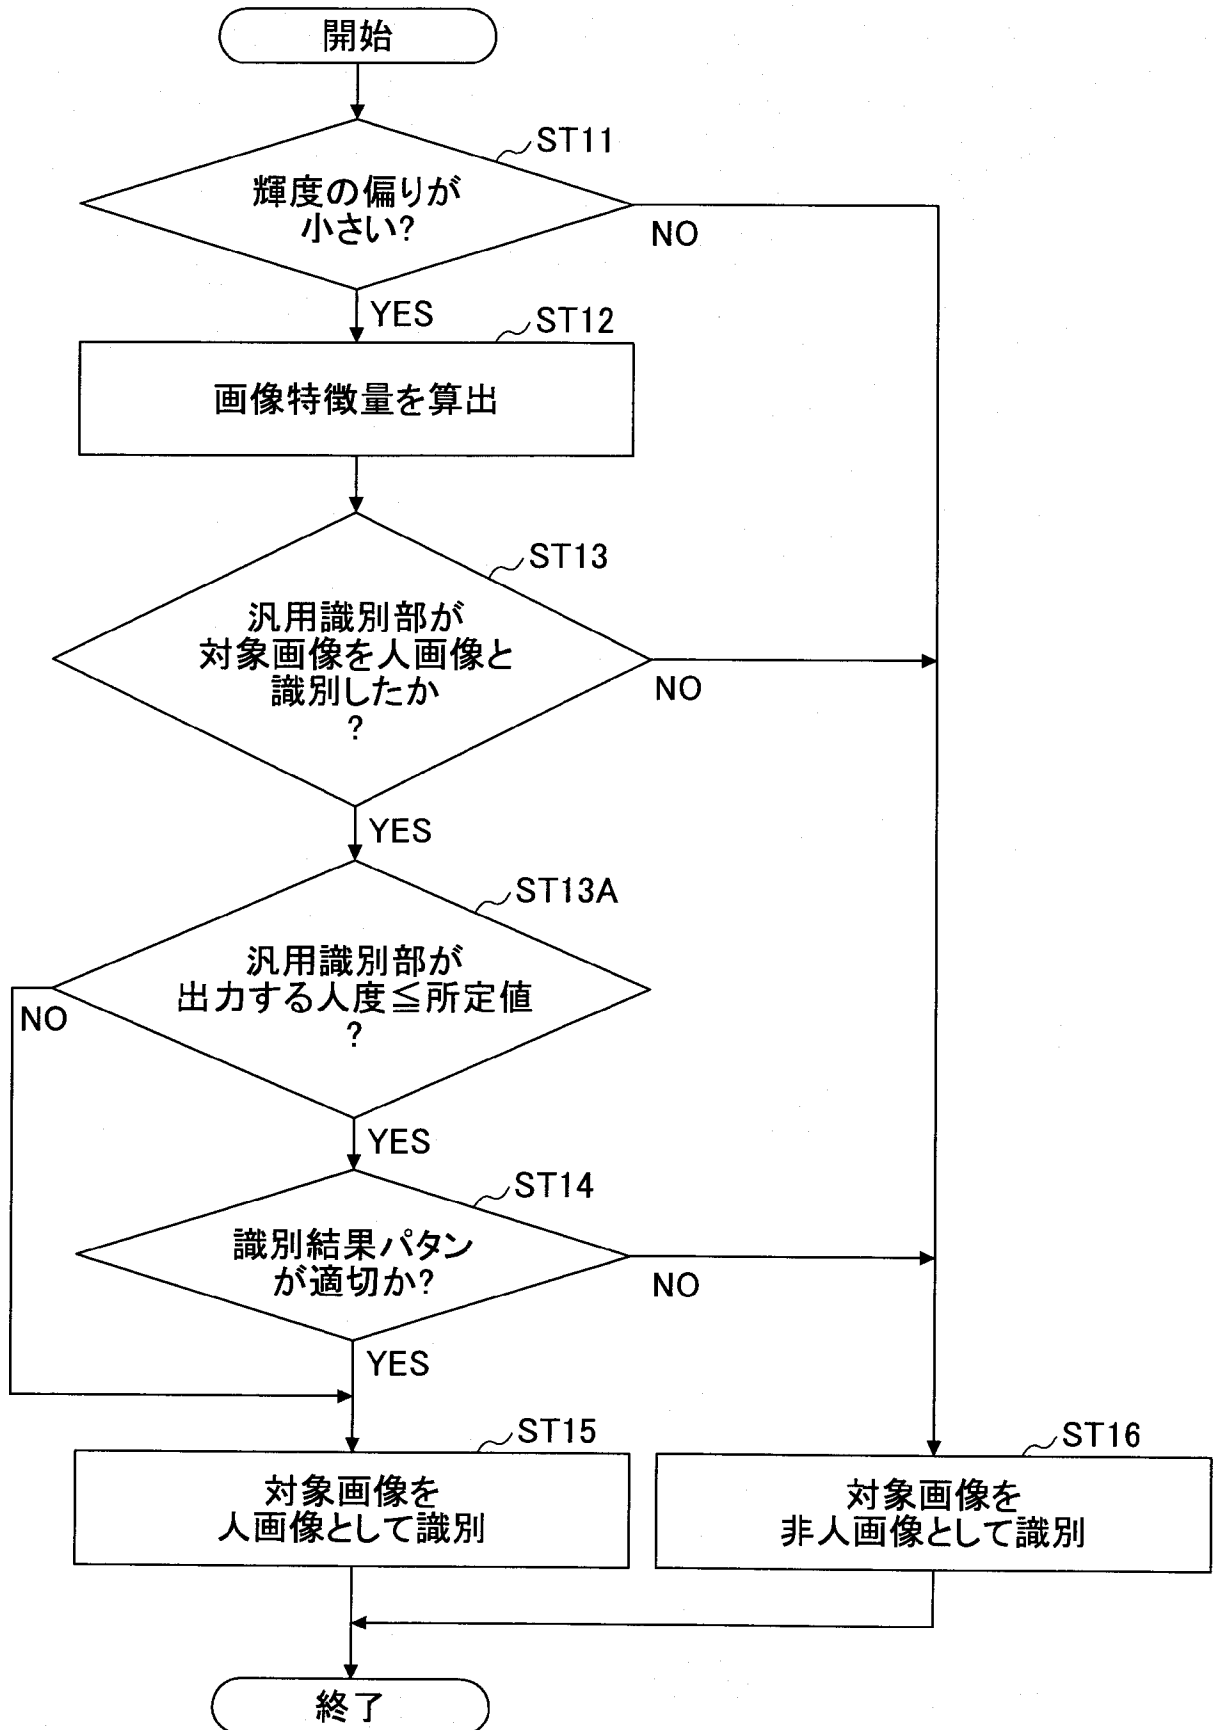 開始
ST11
輝度の偏りが
小さい?
NO
YES
ST12
画像特徴量を算出
ST13
汎用識別部が
対象画像を人画像と
識別したか
?
NO
YES
ST13A
汎用識別部が
出力する人度≦所定値
?
NO
YES
ST14
識別結果パタン
が適切か?
NO
YES
ST15
対象画像を
人画像として識別
ST16
対象画像を
非人画像として識別
終了